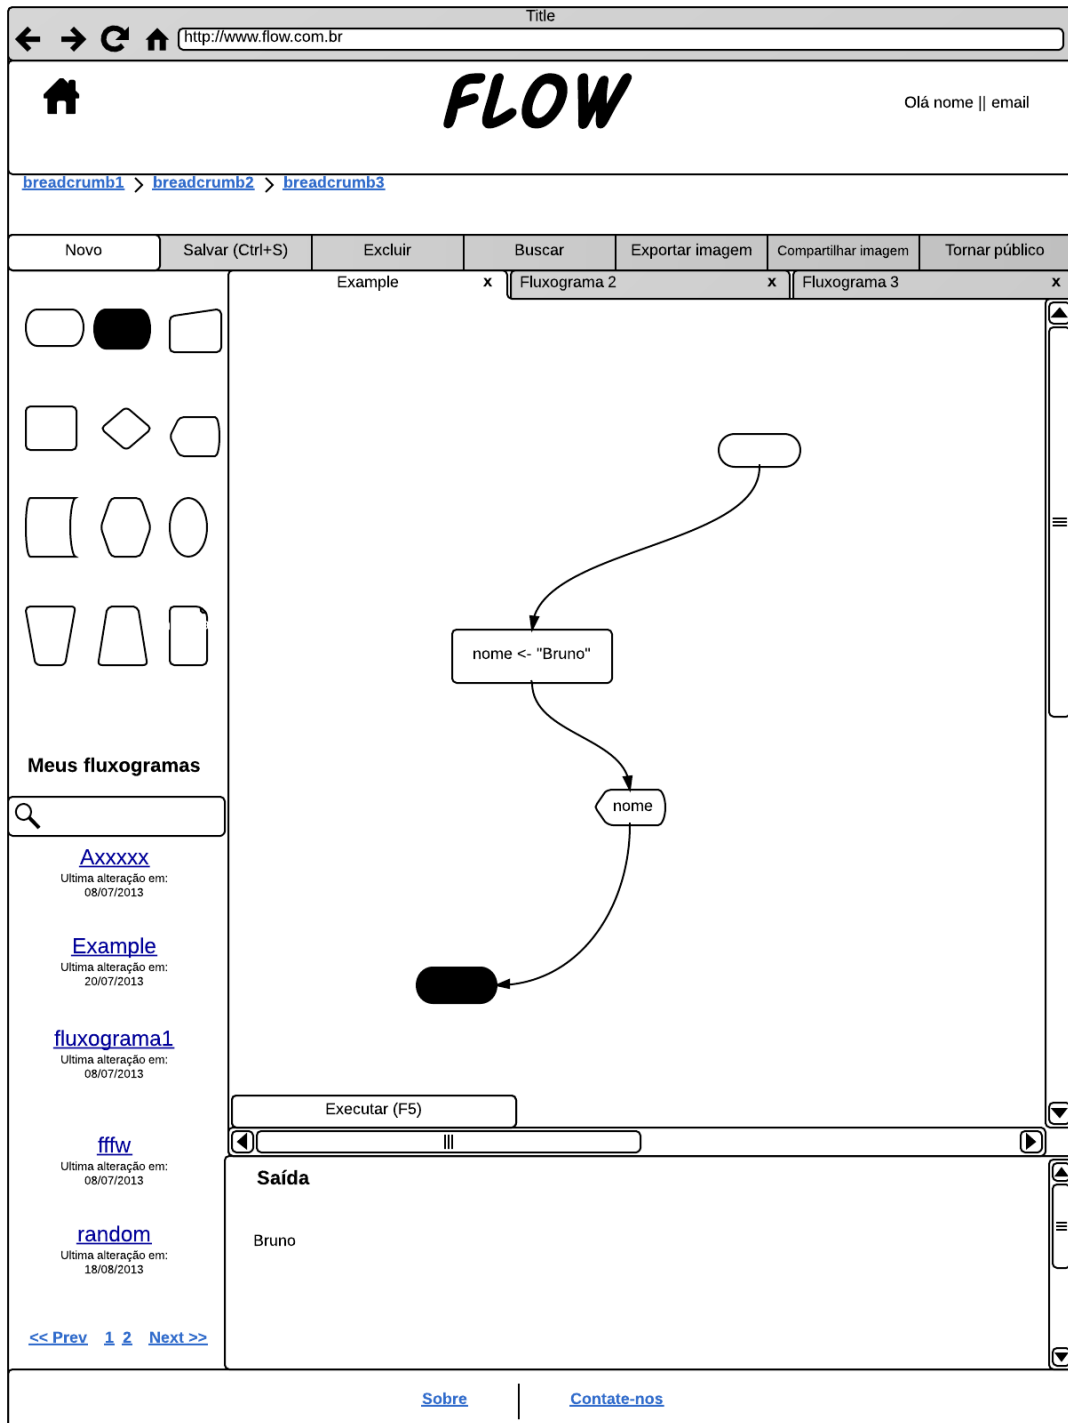 Title
http://www.flow.com.br
FLOW
Olá nome || email
breadcrumb1 > breadcrumb2 > breadcrumb3
Novo Salvar (Ctrl+S) Excluir Buscar Exportar imagem Compartilhar imagem Tornar público
Example x Fluxograma 2 x Fluxograma 3 x
nome <- "Bruno"
nome
Executar (F5)
Meus fluxogramas
Axxxxx
Ultima alteração em:
08/07/2013
Example
Ultima alteração em:
20/07/2013
fluxograma1
Ultima alteração em:
08/07/2013
fffw
Ultima alteração em:
08/07/2013
random
Ultima alteração em:
18/08/2013
<< Prev 1 2 Next >>
Saída
Bruno
Sobre
Contate-nos